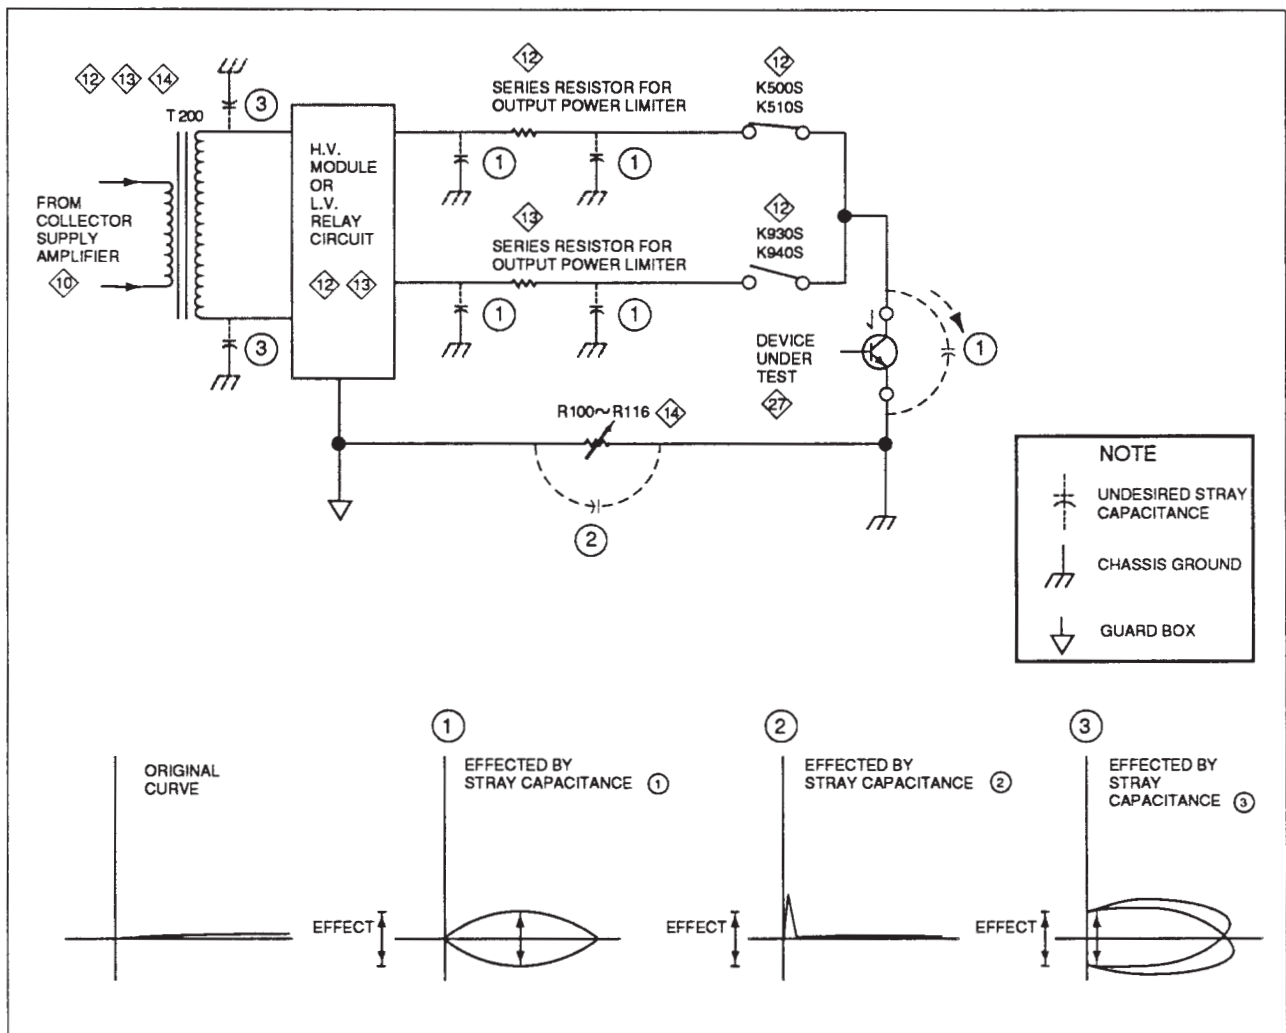 12 13 14
3
T200
12
SERIES RESISTOR FOR
OUTPUT POWER LIMITER
12
K500S
K510S
H.V.
MODULE
OR
L.V.
RELAY
CIRCUIT
12 13
1
1
FROM
COLLECTOR
SUPPLY
AMPLIFIER
10
13
SERIES RESISTOR FOR
OUTPUT POWER LIMITER
12
K930S
K940S
3
1
1
DEVICE
UNDER
TEST
27
1
R100~R116 14
2
NOTE
UNDESIRED STRAY
CAPACITANCE
CHASSIS GROUND
GUARD BOX
ORIGINAL
CURVE
1
EFFECTED BY
STRAY CAPACITANCE 1
EFFECT
2
EFFECTED BY
STRAY CAPACITANCE 2
EFFECT
3
EFFECTED BY
STRAY
CAPACITANCE 3
EFFECT